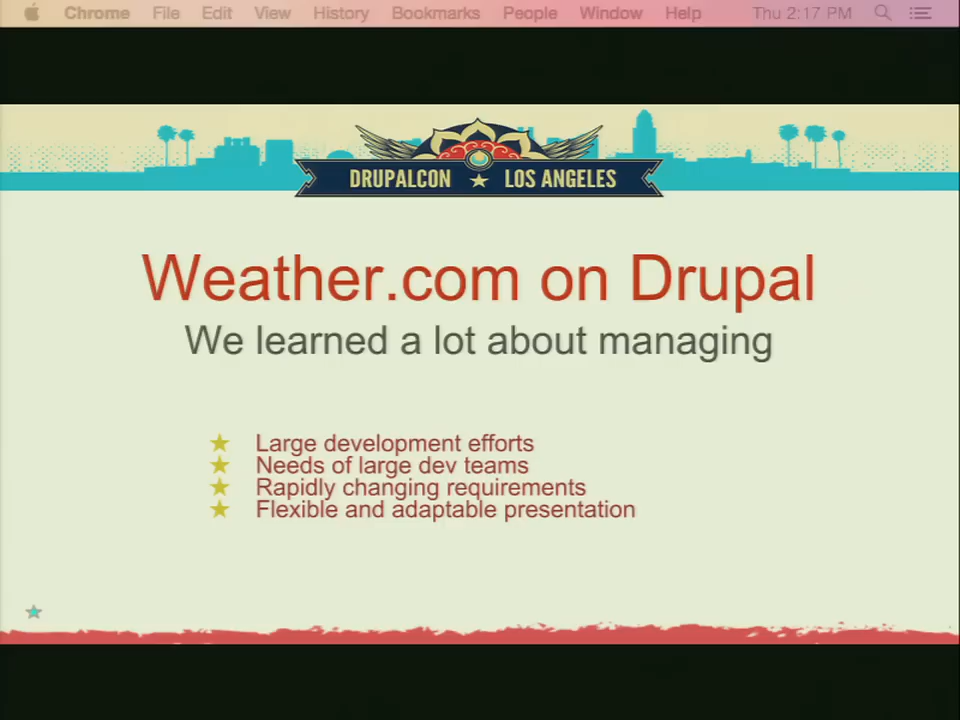 Chrome File Edit View History Bookmarks People Window Help Thu 2:17 PM
DRUPALCON ★ LOS ANGELES
Weather.com on Drupal
We learned a lot about managing
★ Large development efforts
★ Needs of large dev teams
★ Rapidly changing requirements
★ Flexible and adaptable presentation